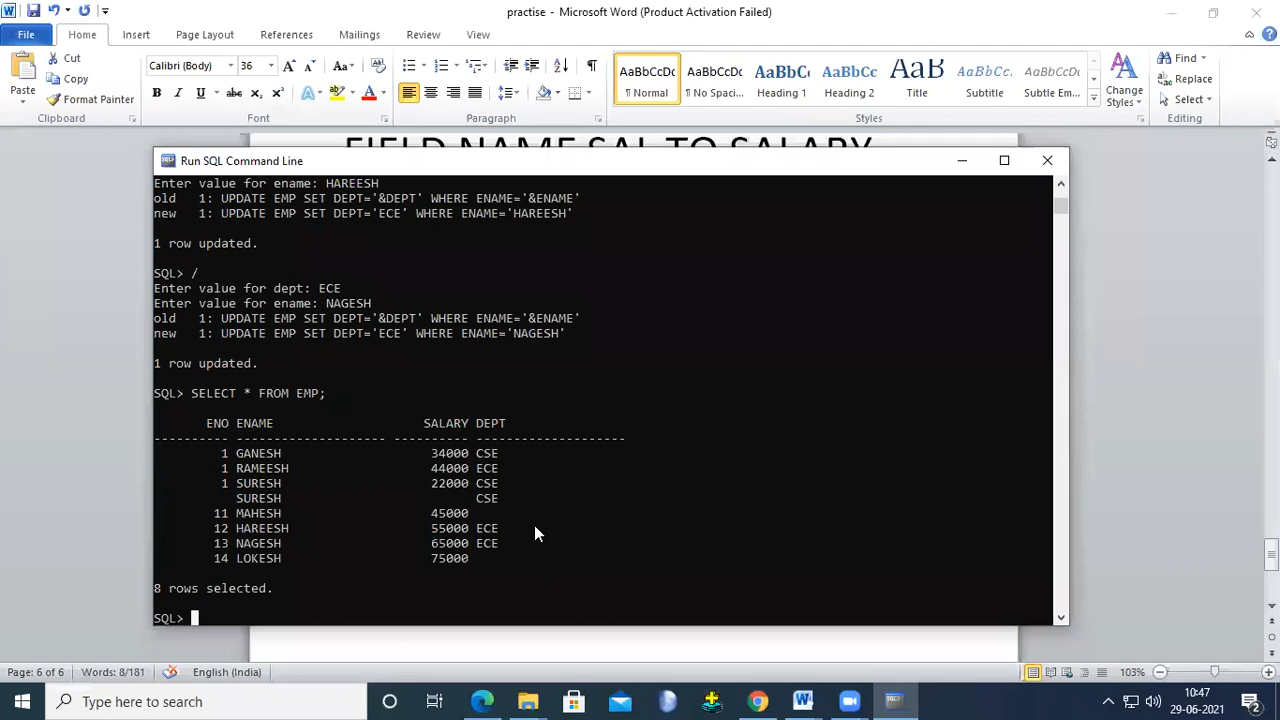 practise - Microsoft Word (Product Activation Failed)
File Home Insert Page Layout References Mailings Review View
Paste
Cut
Copy
Format Painter
Clipboard
Calibri (Body) 36
Font
Paragraph
AaBbCcDc AaBbCcDc AaBbCc AaBbCc AaB AaBbCcL AaBbCcDc
¶ Normal ¶ No Spaci... Heading 1 Heading 2 Title Subtitle Subtle Em...
Change Styles
Styles
Find
Replace
Select
Editing
FIELD NAME SAL TO SALARY
Run SQL Command Line
Enter value for ename: HAREESH
old   1: UPDATE EMP SET DEPT='&DEPT' WHERE ENAME='&ENAME'
new   1: UPDATE EMP SET DEPT='ECE' WHERE ENAME='HAREESH'
1 row updated.
SQL> /
Enter value for dept: ECE
Enter value for ename: NAGESH
old   1: UPDATE EMP SET DEPT='&DEPT' WHERE ENAME='&ENAME'
new   1: UPDATE EMP SET DEPT='ECE' WHERE ENAME='NAGESH'
1 row updated.
SQL> SELECT * FROM EMP;
ENO ENAME SALARY DEPT
---------- -------------------- ---------- --------------------
1 GANESH 34000 CSE
1 RAMEESH 44000 ECE
1 SURESH 22000 CSE
SURESH CSE
11 MAHESH 45000
12 HAREESH 55000 ECE
13 NAGESH 65000 ECE
14 LOKESH 75000
8 rows selected.
SQL>
Page: 6 of 6 Words: 8/181 English (India) 103%
Type here to search
10:47
29-06-2021
2